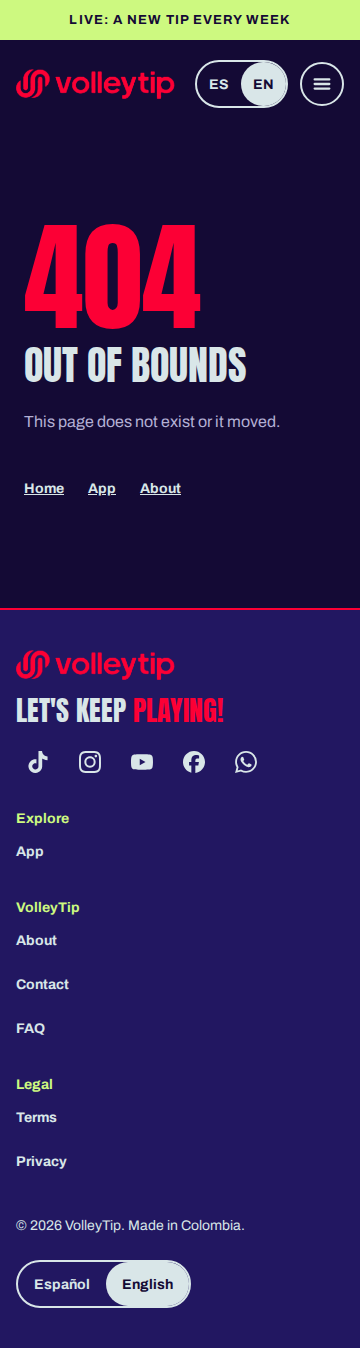 LIVE: A NEW TIP EVERY WEEK
volleytip ES EN
404
OUT OF BOUNDS
This page does not exist or it moved.
Home App About
volleytip
LET'S KEEP PLAYING!
Explore
App
VolleyTip
About
Contact
FAQ
Legal
Terms
Privacy
© 2026 VolleyTip. Made in Colombia.
Español English